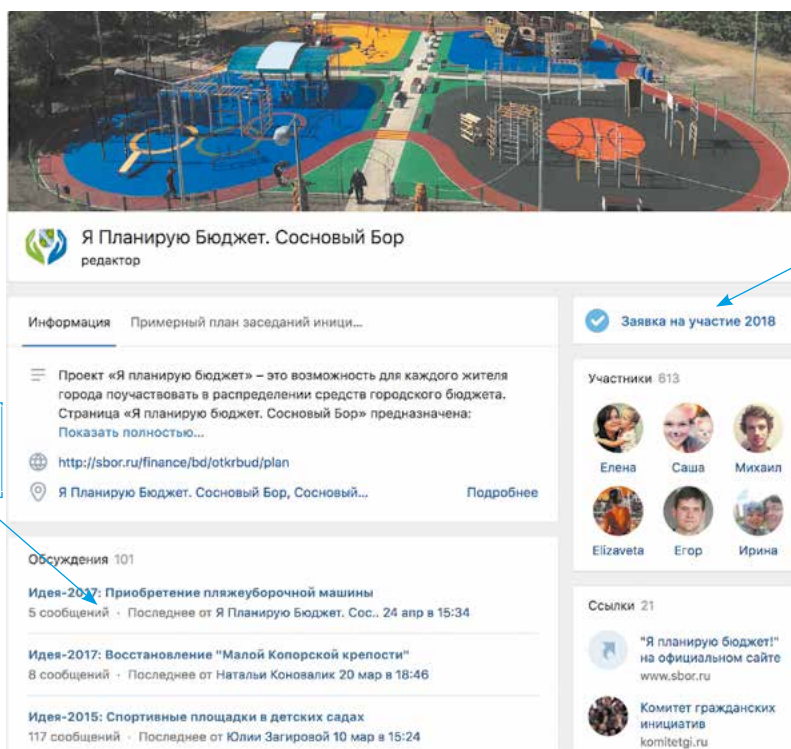 Я Планирую Бюджет. Сосновый Бор
редактор
Информация Примерный план заседаний иници...
Проект «Я планирую бюджет» – это возможность для каждого жителя
города поучаствовать в распределении средств городского бюджета.
Страница «Я планирую бюджет. Сосновый Бор» предназначена:
Показать полностью...
http://sbor.ru/finance/bd/otkrbud/plan
Я Планирую Бюджет. Сосновый Бор, Сосновый... Подробнее
Обсуждения 101
Идея-2017: Приобретение пляжеуборочной машины
5 сообщений · Последнее от Я Планирую Бюджет. Сос.. 24 апр в 15:34
Идея-2017: Восстановление "Малой Копорской крепости"
8 сообщений · Последнее от Натальи Коновалик 20 мар в 18:46
Идея-2015: Спортивные площадки в детских садах
117 сообщений · Последнее от Юлии Загировой 10 мар в 15:24
Заявка на участие 2018
Участники 613
Елена Саша Михаил
Elizaveta Егор Ирина
Ссылки 21
"Я планирую бюджет!"
на официальном сайте
www.sbor.ru
Комитет гражданских
инициатив
komitetgi.ru